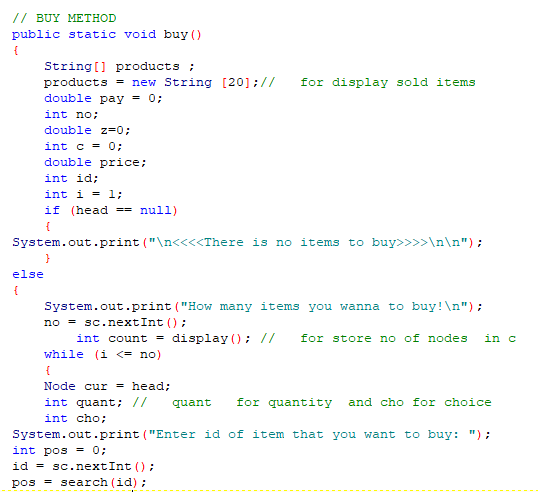 // BUY METHOD
public static void buy()
{
String[] products ;
products = new String [20];//   for display sold items
double pay = 0;
int no;
double z=0;
int c = 0;
double price;
int id;
int i = 1;
if (head == null)
{
System.out.print("\n<<<<There is no items to buy>>>>\n\n");
}
else
{
System.out.print("How many items you wanna to buy!\n");
no = sc.nextInt();
int count = display(); //   for store no of nodes  in c
while (i <= no)
{
Node cur = head;
int quant; //   quant   for quantity  and cho for choice
int cho;
System.out.print("Enter id of item that you want to buy: ");
int pos = 0;
id = sc.nextInt();
pos = search(id);